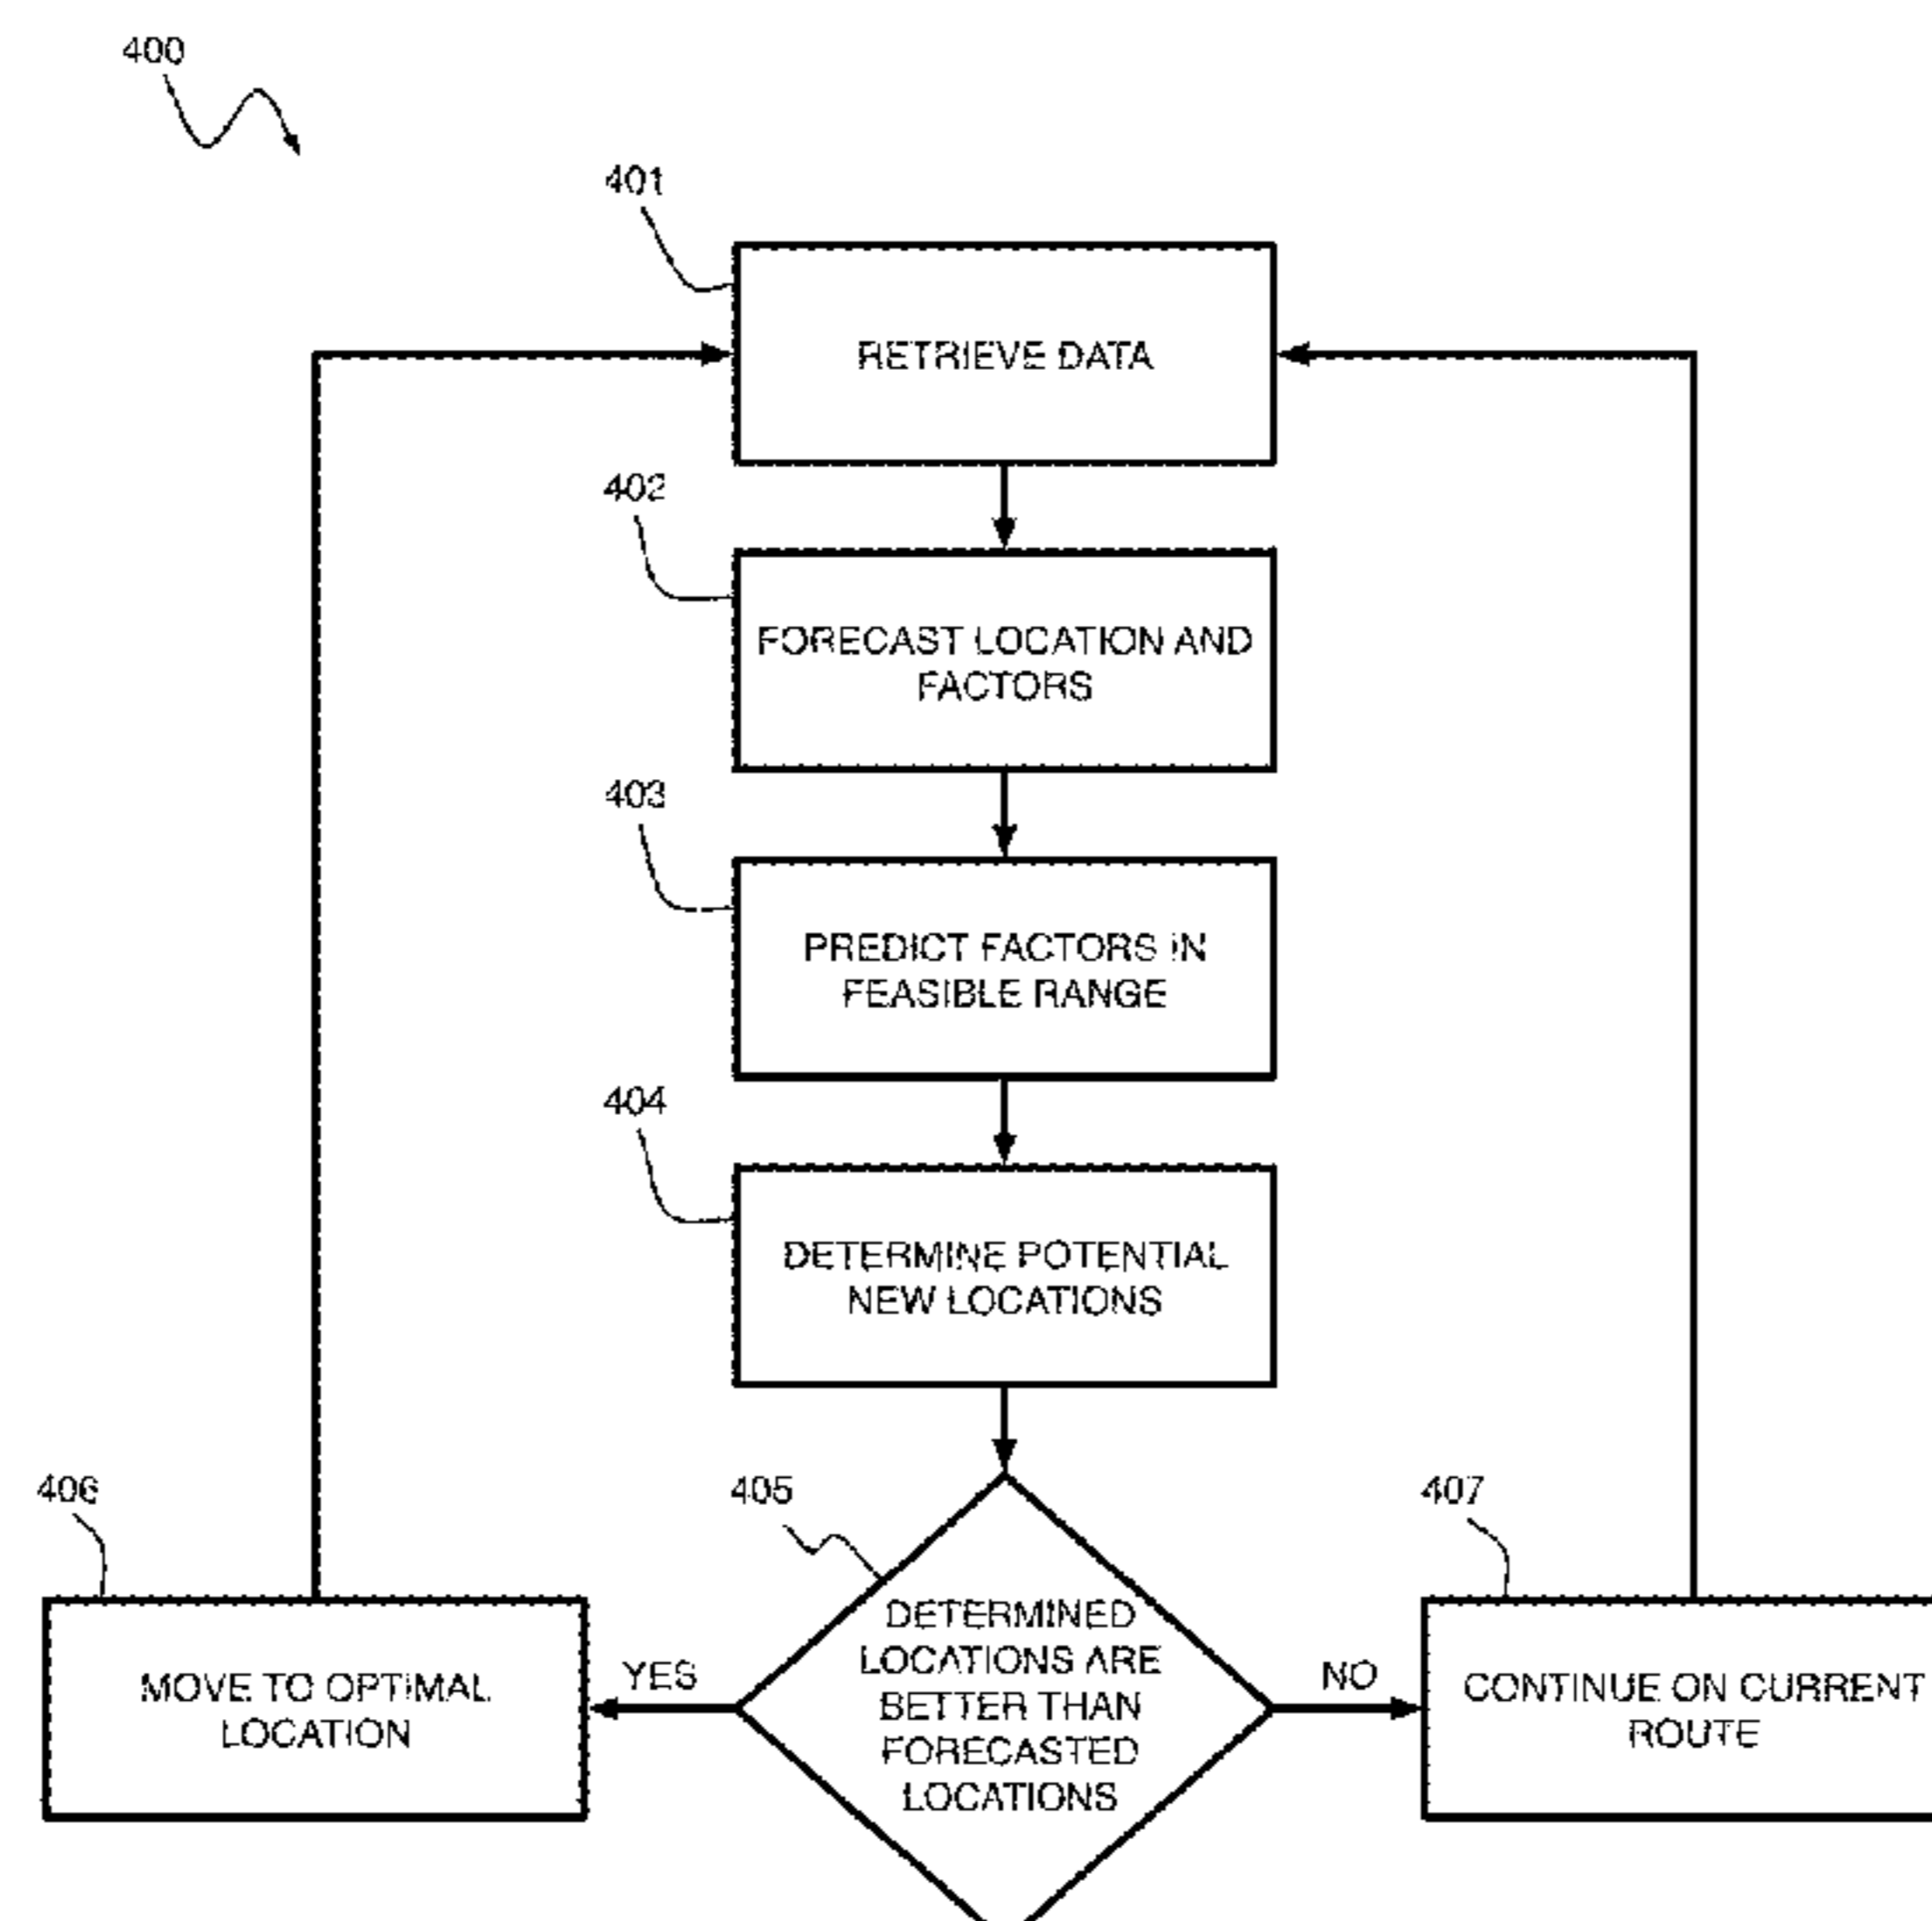 400
401
RETRIEVE DATA
402
FORECAST LOCATION AND
FACTORS
403
PREDICT FACTORS IN
FEASIBLE RANGE
404
DETERMINE POTENTIAL
NEW LOCATIONS
405
DETERMINED
LOCATIONS ARE
BETTER THAN
FORECASTED
LOCATIONS
YES
406
MOVE TO OPTIMAL
LOCATION
NO
407
CONTINUE ON CURRENT
ROUTE